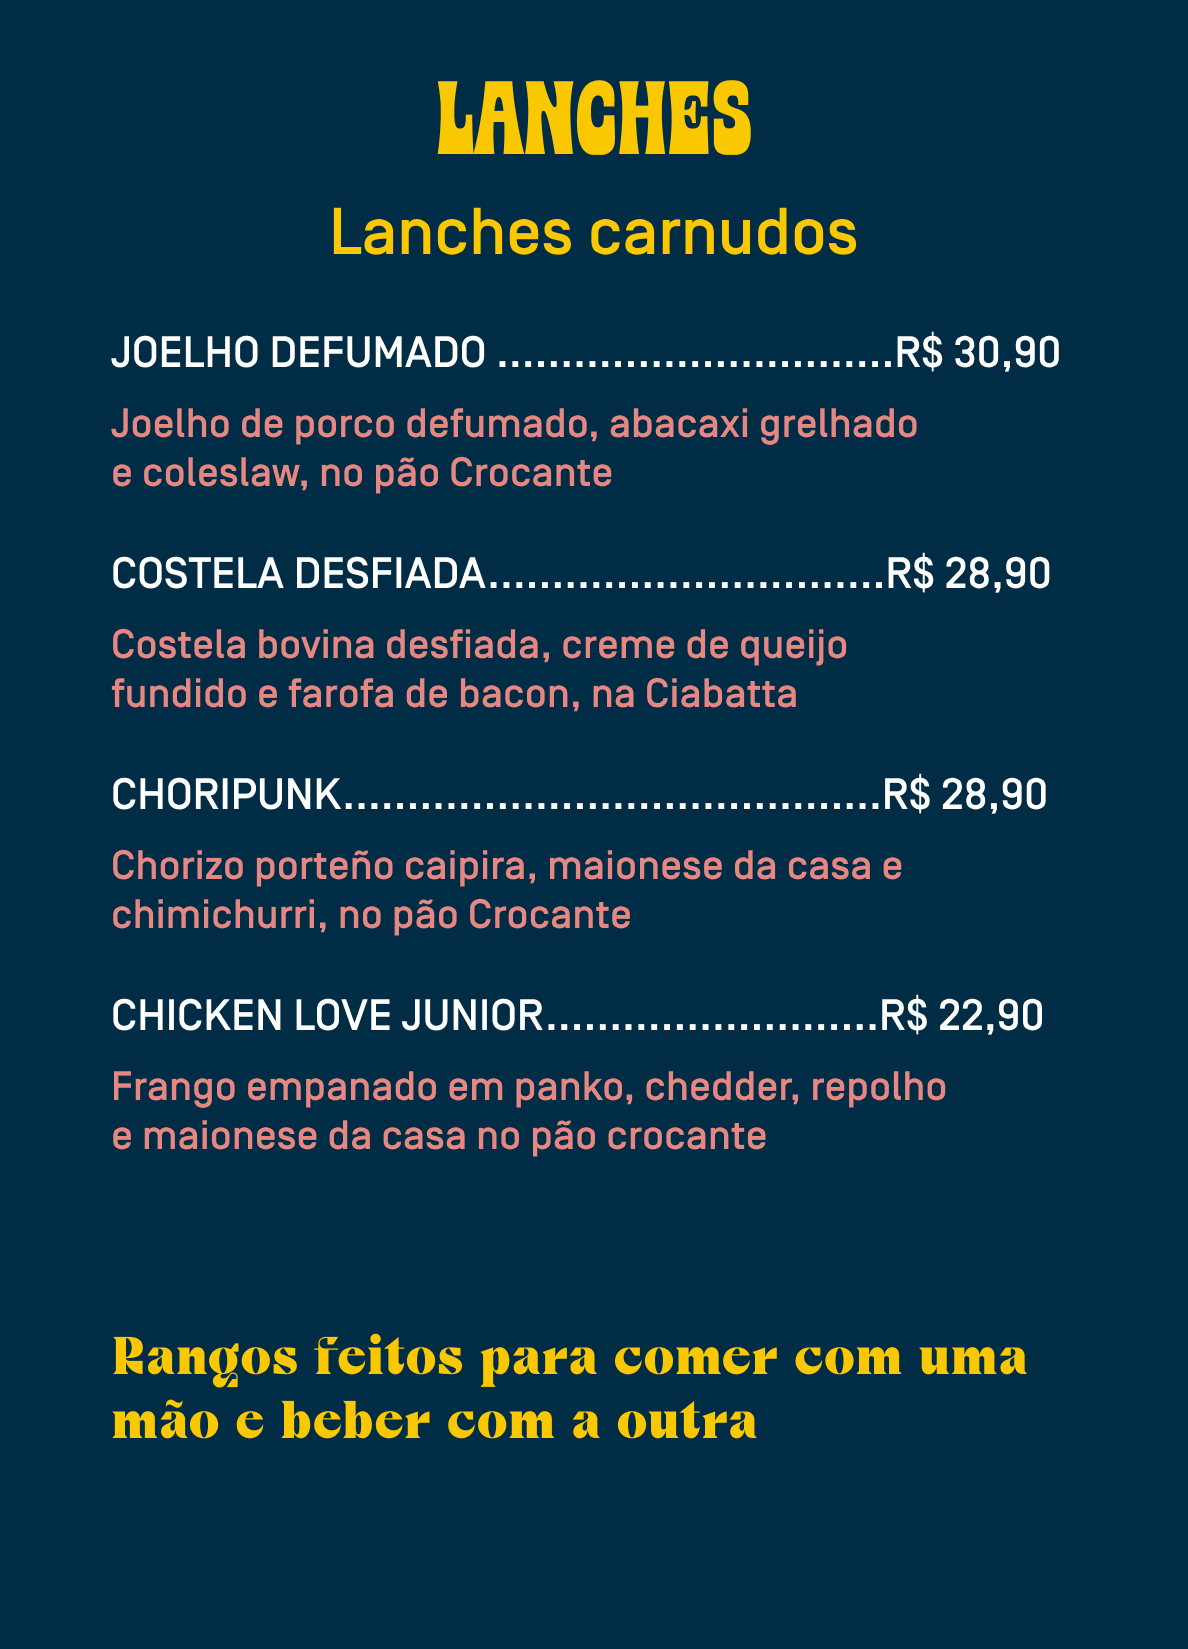 LANCHES
Lanches carnudos
JOELHO DEFUMADO ...............................R$ 30,90
Joelho de porco defumado, abacaxi grelhado
e coleslaw, no pão Crocante
COSTELA DESFIADA...............................R$ 28,90
Costela bovina desfiada, creme de queijo
fundido e farofa de bacon, na Ciabatta
CHORIPUNK..........................................R$ 28,90
Chorizo porteño caipira, maionese da casa e
chimichurri, no pão Crocante
CHICKEN LOVE JUNIOR..........................R$ 22,90
Frango empanado em panko, chedder, repolho
e maionese da casa no pão crocante
Rangos feitos para comer com uma
mão e beber com a outra